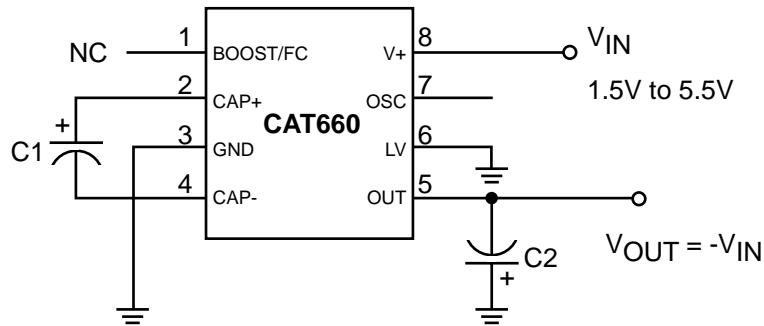 NC
1
BOOST/FC
V+
8
VIN
2
CAP+
OSC
7
1.5V to 5.5V
CAT660
+
C1
3
GND
LV
6
4
CAP-
OUT
5
C2
+
VOUT = -VIN